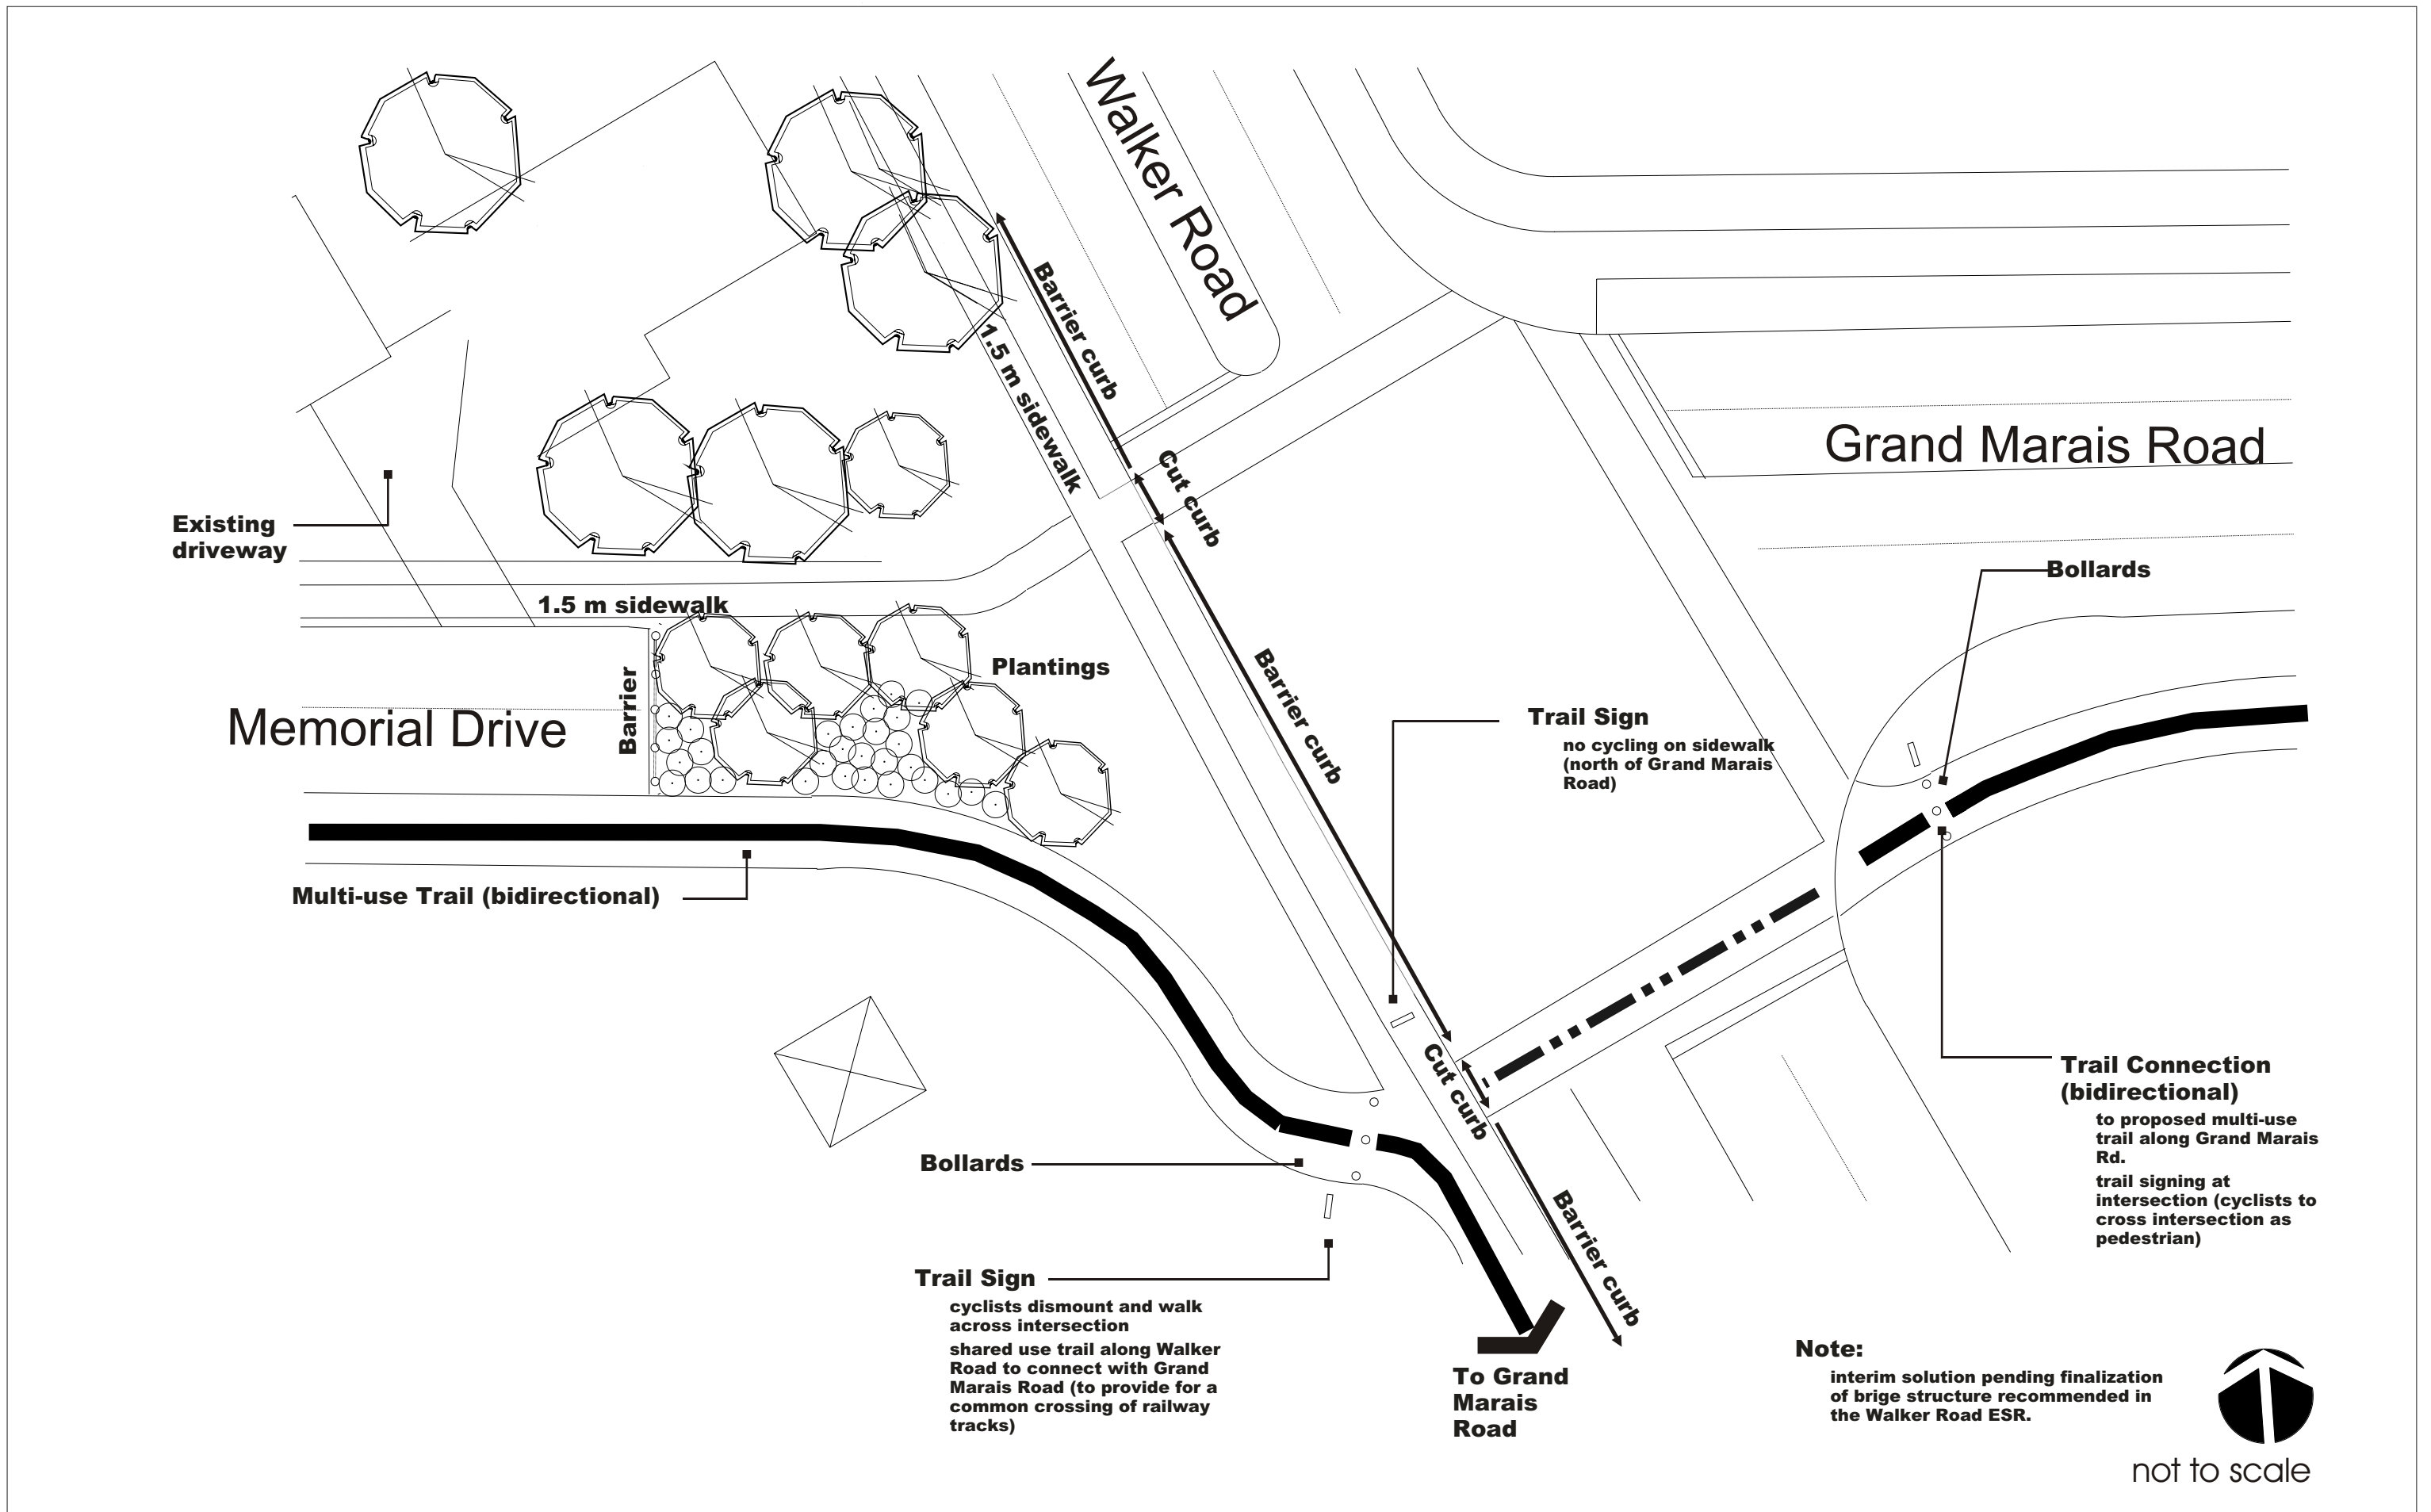 Walker Road
Barrier curb
1.5 m sidewalk
Cut curb
Grand Marais Road
Existing
driveway
Bollards
1.5 m sidewalk
Plantings
Barrier
Memorial Drive
Barrier curb
Trail Sign
no cycling on sidewalk
(north of Grand Marais
Road)
Multi-use Trail (bidirectional)
Cut curb
Trail Connection
(bidirectional)
to proposed multi-use
trail along Grand Marais
Rd.
trail signing at
intersection (cyclists to
cross intersection as
pedestrian)
Bollards
Barrier curb
Trail Sign
cyclists dismount and walk
across intersection
shared use trail along Walker
Road to connect with Grand
Marais Road (to provide for a
common crossing of railway
tracks)
To Grand
Marais
Road
Note:
interim solution pending finalization
of brige structure recommended in
the Walker Road ESR.
not to scale